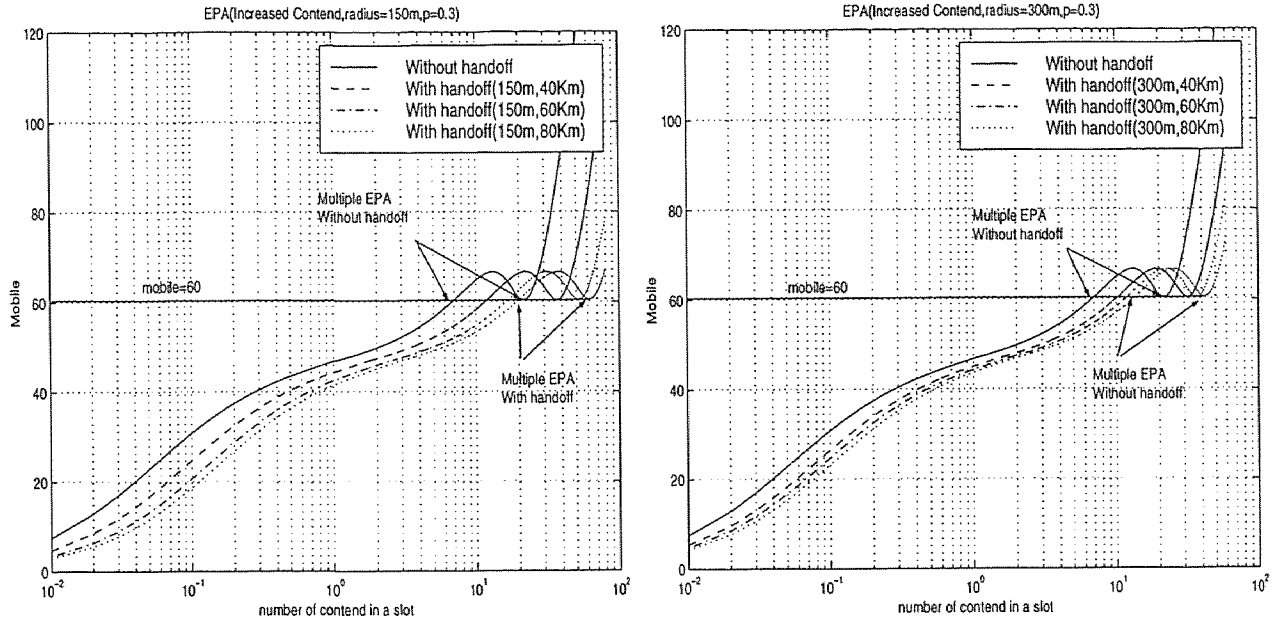 EPA(Increased Contend,radius=150m,p=0.3)
120
100
80
60
40
20
0
Mobile
Without handoff
With handoff(150m,40Km)
With handoff(150m,60Km)
With handoff(150m,80Km)
Multiple EPA
Without handoff
mobile=60
Multiple EPA
With handoff
10^-2
10^-1
10^0
10^1
10^2
number of contend in a slot
EPA(Increased Contend,radius=300m,p=0.3)
120
100
80
60
40
20
0
Mobile
Without handoff
With handoff(300m,40Km)
With handoff(300m,60Km)
With handoff(300m,80Km)
Multiple EPA
Without handoff
mobile=60
Multiple EPA
Without handoff
10^-2
10^-1
10^0
10^1
10^2
number of contend in a slot